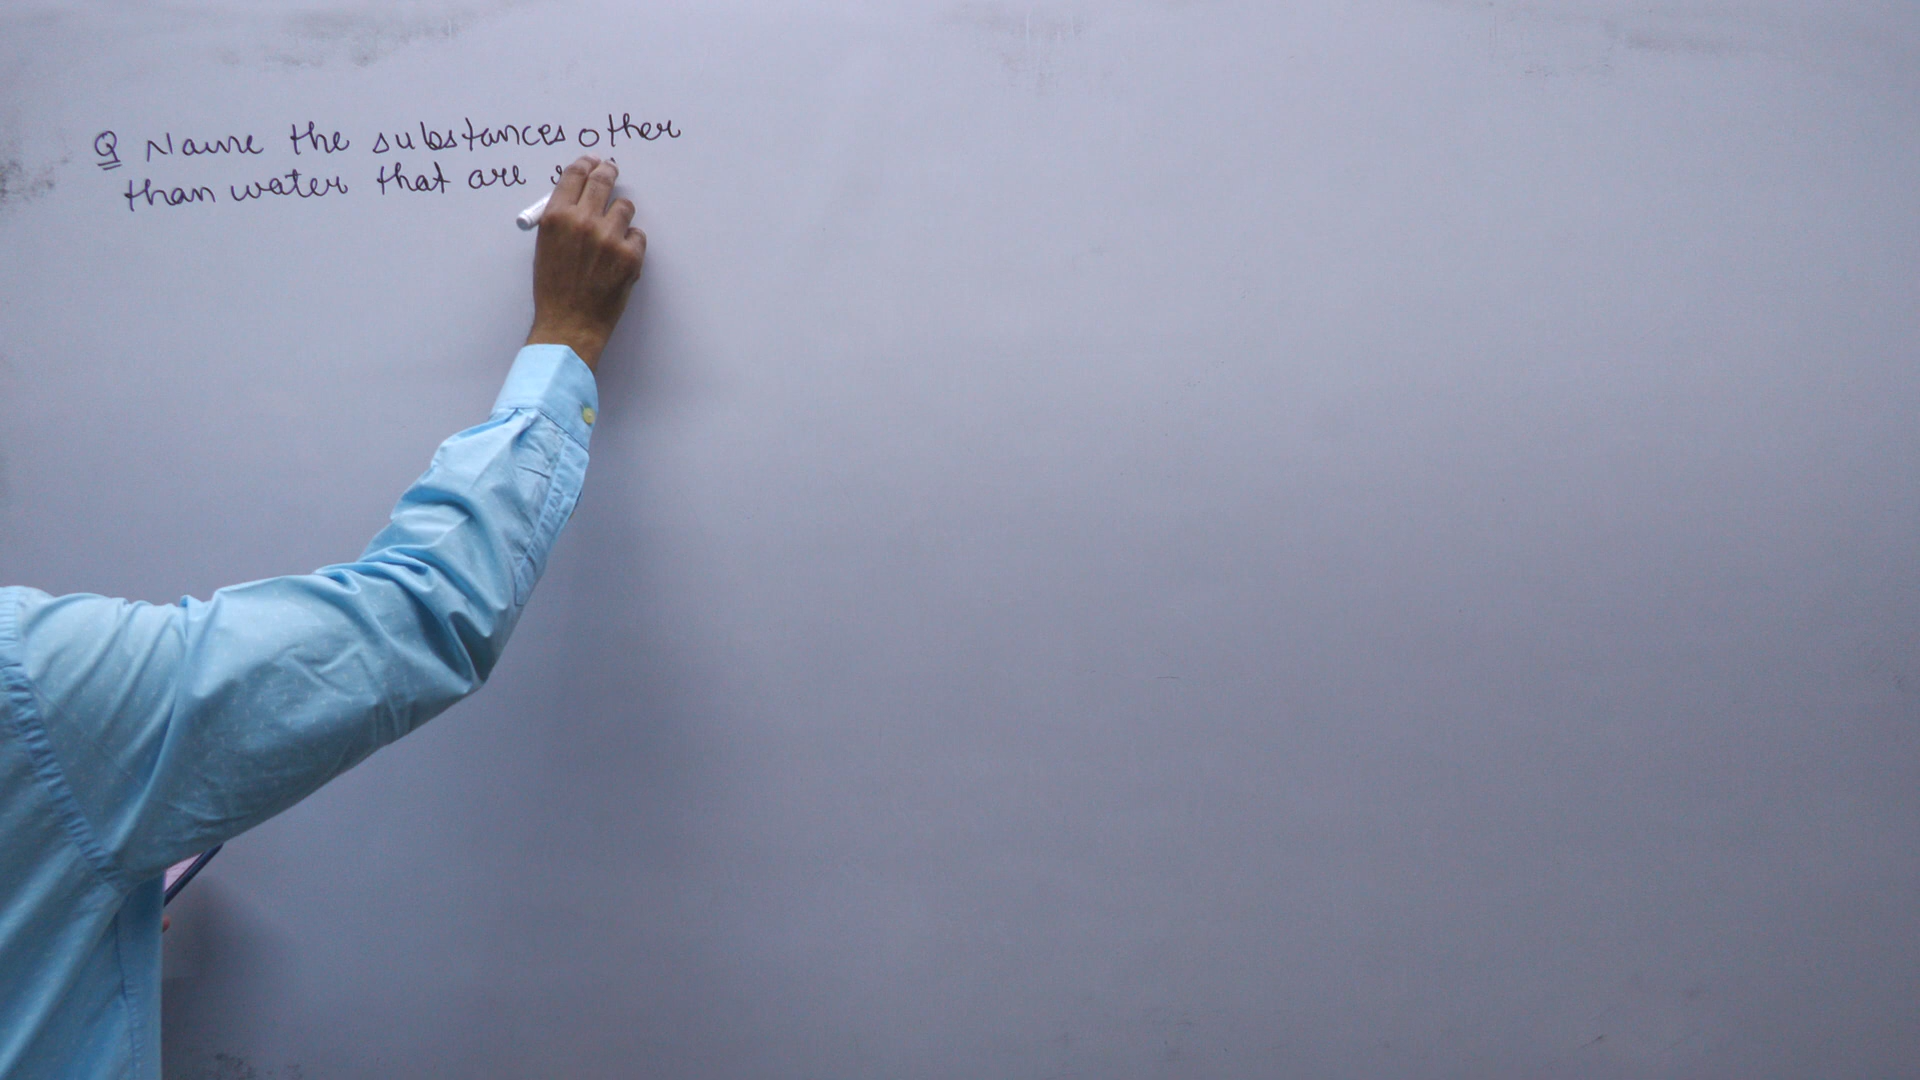 Q Name the substances other
than water that are